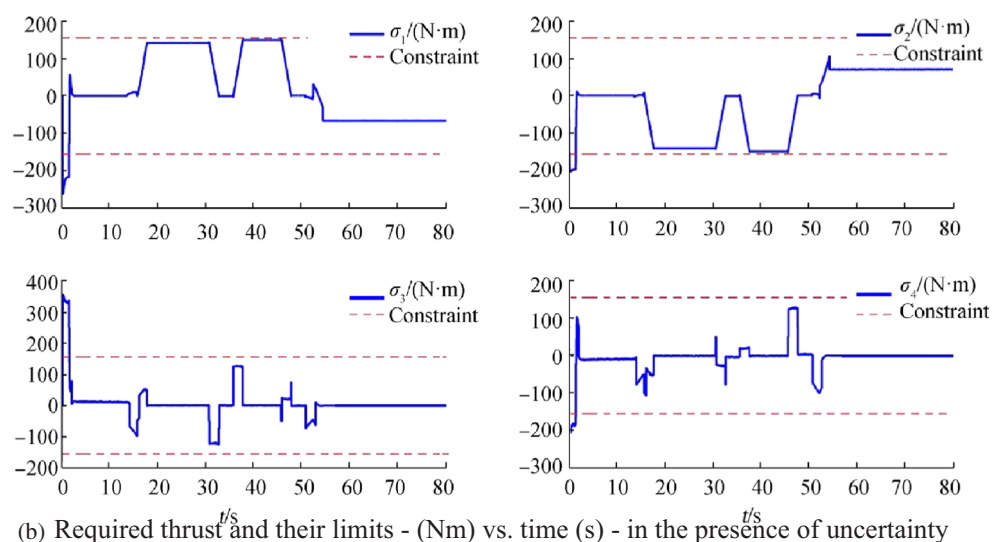 200
100
0
−100
−200
−300
0 10 20 30 40 50 60 70 80
σ1/(N·m)
Constraint
200
100
0
−100
−200
−300
0 10 20 30 40 50 60 70 80
σ2/(N·m)
Constraint
400
300
200
100
0
−100
−200
0 10 20 30 40 50 60 70 80
t/s
σ3/(N·m)
Constraint
200
100
0
−100
−200
−300
0 10 20 30 40 50 60 70 80
t/s
σ4/(N·m)
Constraint
(b) Required thrust and their limits - (Nm) vs. time (s) - in the presence of uncertainty